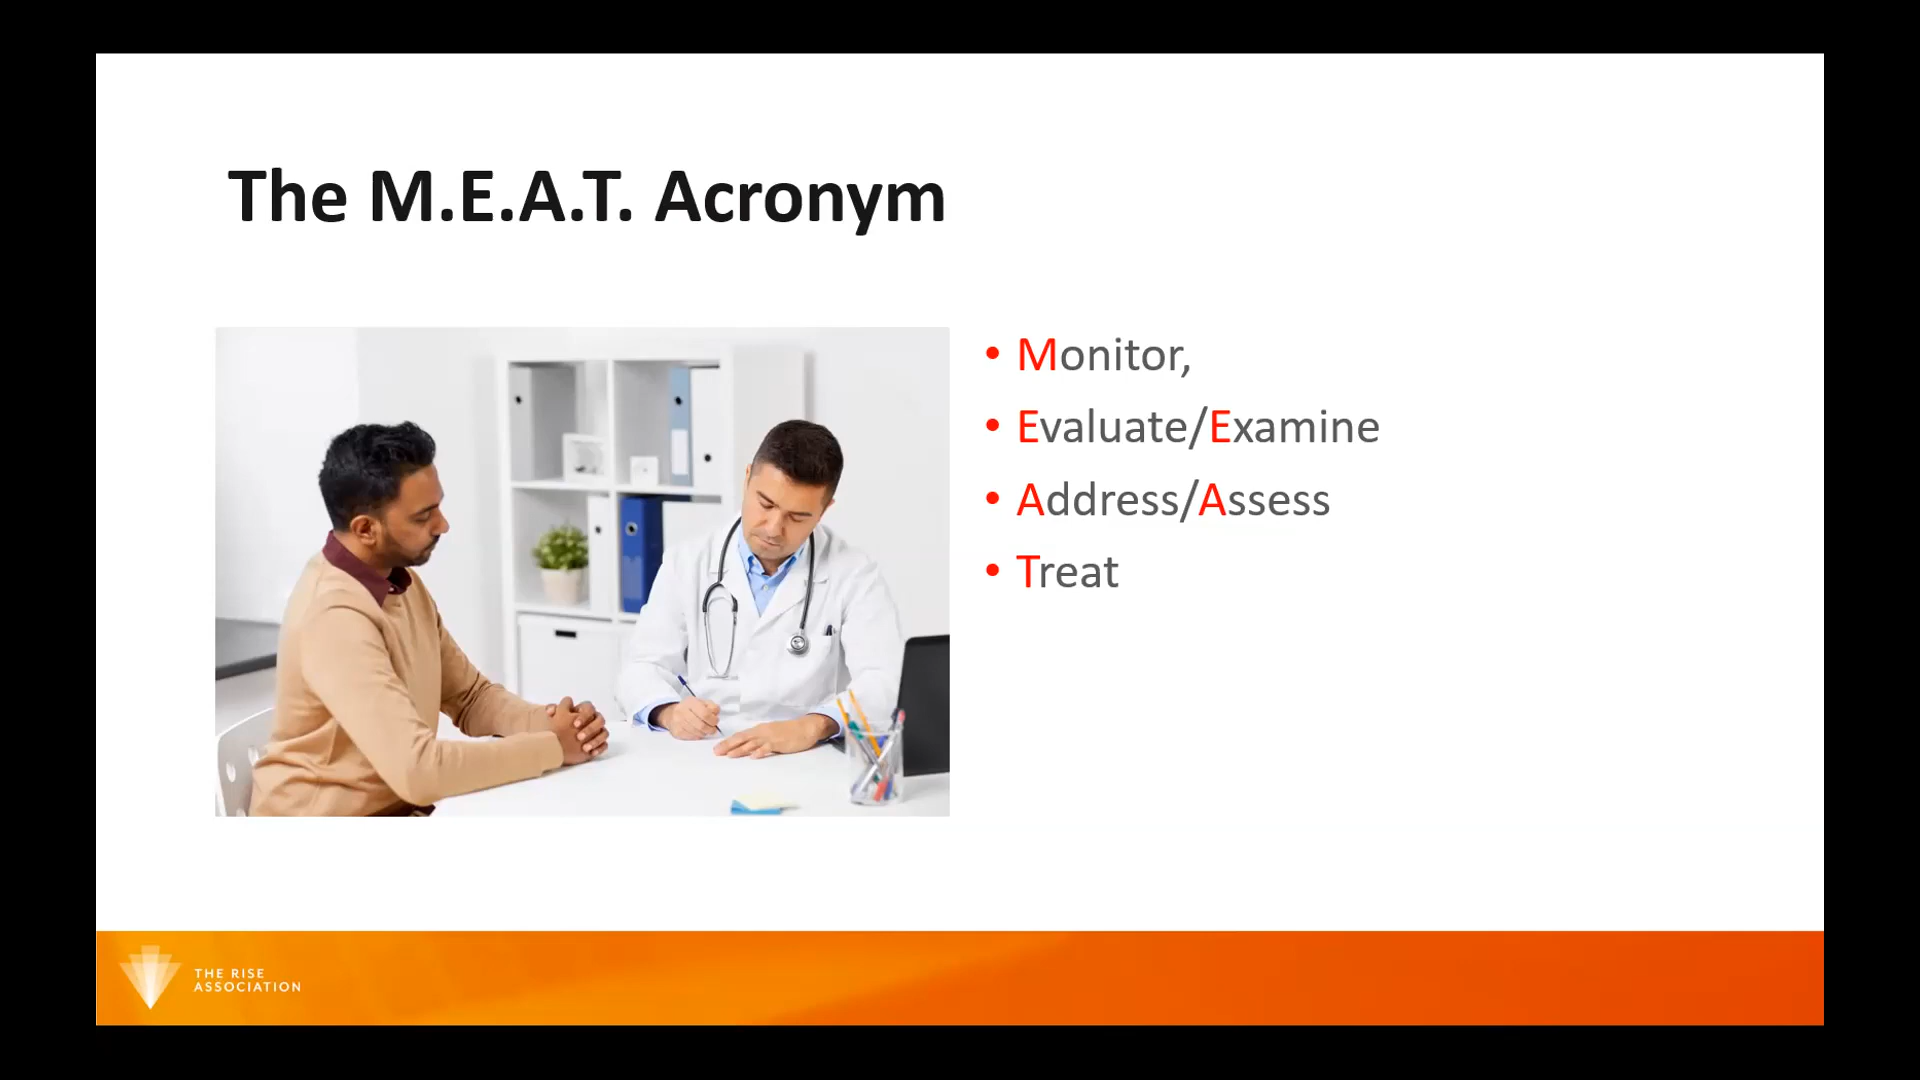 The M.E.A.T. Acronym
• Monitor,
• Evaluate/Examine
• Address/Assess
• Treat
THE RISE
ASSOCIATION